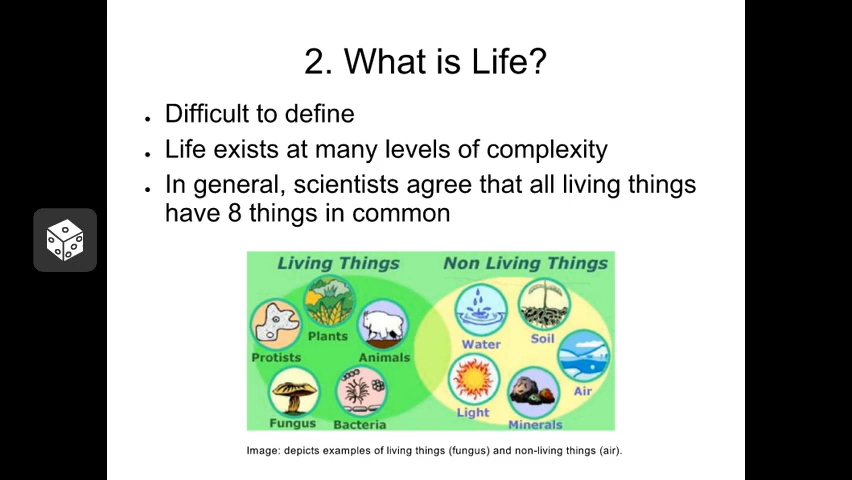 2. What is Life?
Difficult to define
Life exists at many levels of complexity
In general, scientists agree that all living things
have 8 things in common
Living Things
Non Living Things
Plants
Protists
Animals
Fungus
Bacteria
Water
Soil
Air
Light
Minerals
Image: depicts examples of living things (fungus) and non-living things (air).